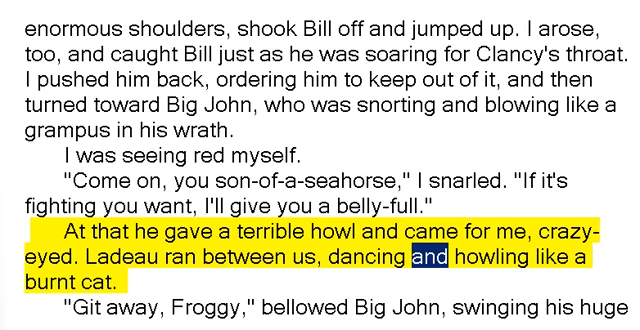 enormous shoulders, shook Bill off and jumped up. I arose,
too, and caught Bill just as he was soaring for Clancy's throat.
I pushed him back, ordering him to keep out of it, and then
turned toward Big John, who was snorting and blowing like a
grampus in his wrath.
I was seeing red myself.
"Come on, you son-of-a-seahorse," I snarled. "If it's
fighting you want, I'll give you a belly-full."
At that he gave a terrible howl and came for me, crazy-
eyed. Ladeau ran between us, dancing and howling like a
burnt cat.
"Git away, Froggy," bellowed Big John, swinging his huge